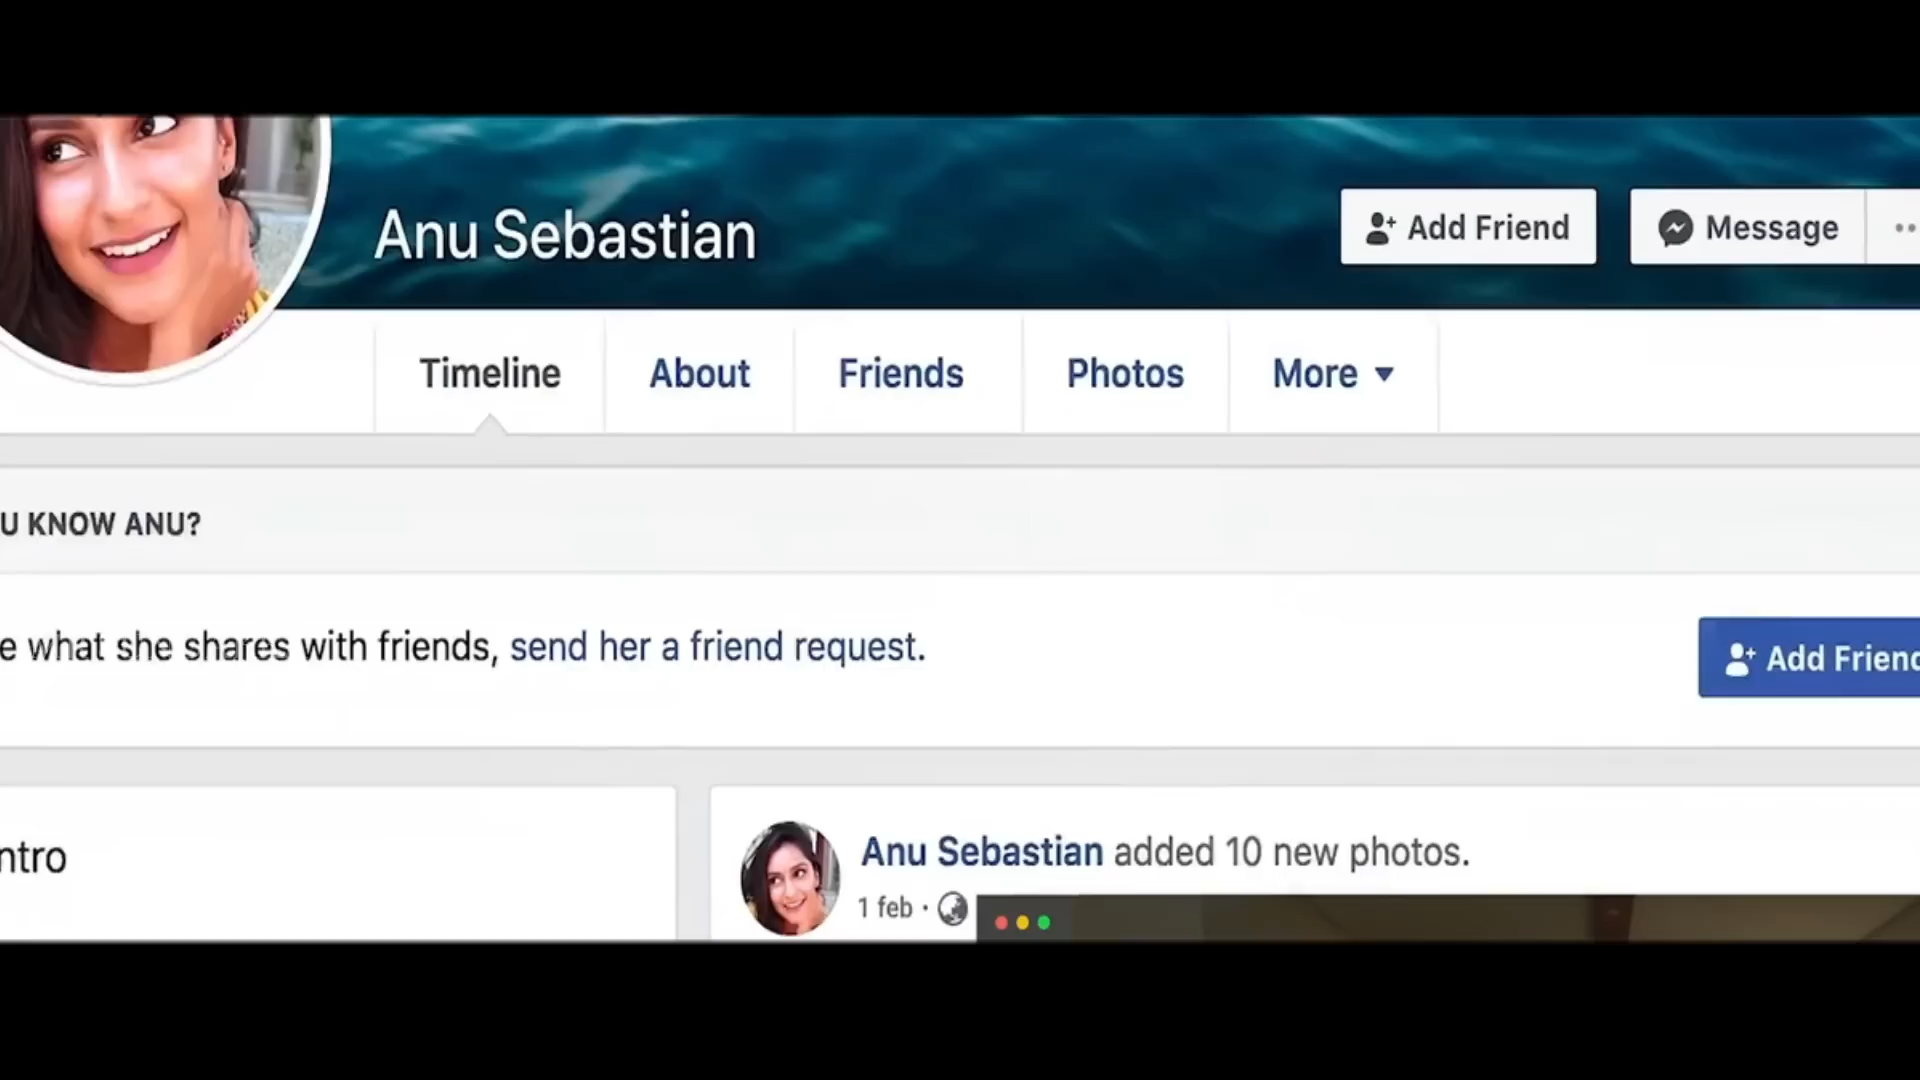 Anu Sebastian
Add Friend
Message
Timeline
About
Friends
Photos
More
U KNOW ANU?
e what she shares with friends, send her a friend request.
Add Friend
ntro
Anu Sebastian added 10 new photos.
1 feb ·